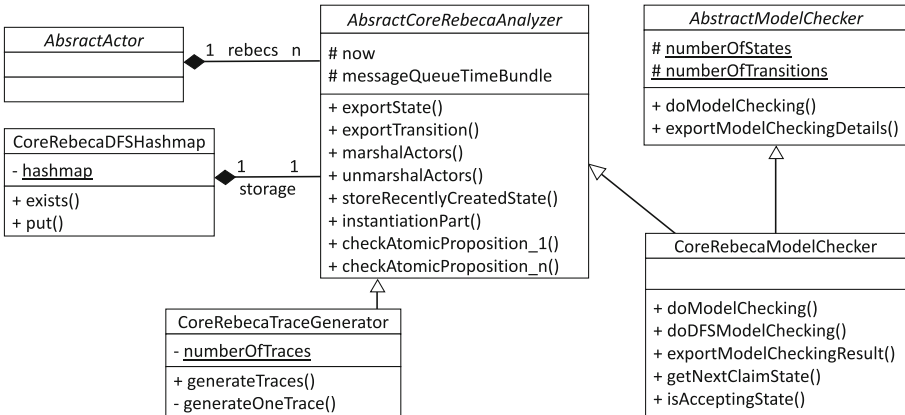 AbsractActor
1 rebecs n
CoreRebecaDFSHashmap
- hashmap
+ exists()
+ put()
1 1
storage
AbsractCoreRebecaAnalyzer
# now
# messageQueueTimeBundle
+ exportState()
+ exportTransition()
+ marshalActors()
+ unmarshalActors()
+ storeRecentlyCreatedState()
+ instantiationPart()
+ checkAtomicProposition_1()
+ checkAtomicProposition_n()
AbstractModelChecker
# numberOfStates
# numberOfTransitions
+ doModelChecking()
+ exportModelCheckingDetails()
CoreRebecaTraceGenerator
- numberOfTraces
+ generateTraces()
- generateOneTrace()
CoreRebecaModelChecker
+ doModelChecking()
+ doDFSModelChecking()
+ exportModelCheckingResult()
+ getNextClaimState()
+ isAcceptingState()